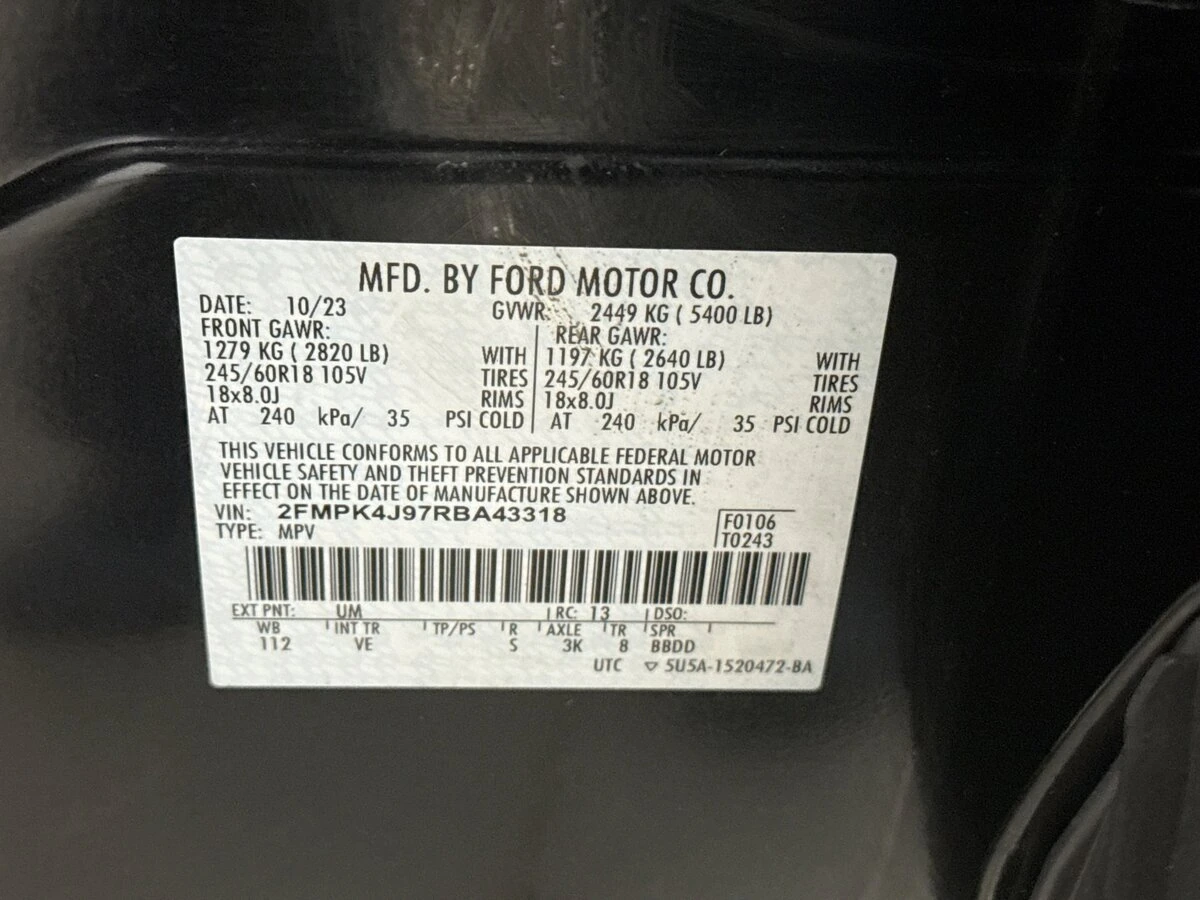 MFD. BY FORD MOTOR CO.
DATE: 10/23 GVWR: 2449 KG ( 5400 LB)
FRONT GAWR: REAR GAWR:
1279 KG ( 2820 LB) WITH 1197 KG ( 2640 LB) WITH
245/60R18 105V TIRES 245/60R18 105V TIRES
18x8.0J RIMS 18x8.0J RIMS
AT 240 kPa/ 35 PSI COLD AT 240 kPa/ 35 PSI COLD
THIS VEHICLE CONFORMS TO ALL APPLICABLE FEDERAL MOTOR
VEHICLE SAFETY AND THEFT PREVENTION STANDARDS IN
EFFECT ON THE DATE OF MANUFACTURE SHOWN ABOVE.
VIN: 2FMPK4J97RBA43318 F0106
TYPE: MPV T0243
EXT PNT: UM RC: 13 DSO:
WB INT TR TP/PS R AXLE TR SPR
112 VE S 3K 8 BBDD
UTC ▽ 5U5A-1520472-BA